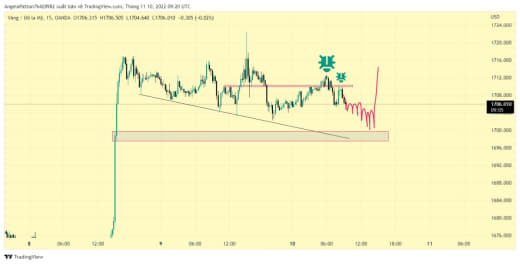 AngelinPatton7640R982 xuất bản về TradingView.com, Tháng 11 10, 2022 09:20 UTC
Vàng / Đô la Mỹ, 15, OANDA O1706.315 H1706.505 L1704.640 C1706.010 −0.305 (−0.02%)
USD
1724.000
1720.000
1716.000
1712.000
1708.000
1706.010
09:05
1700.000
1696.000
1692.000
1688.000
1684.000
1680.000
1676.000
8 06:00 12:00 9 06:00 12:00 10 06:00 12:00 18:00 11 06:00
TradingView